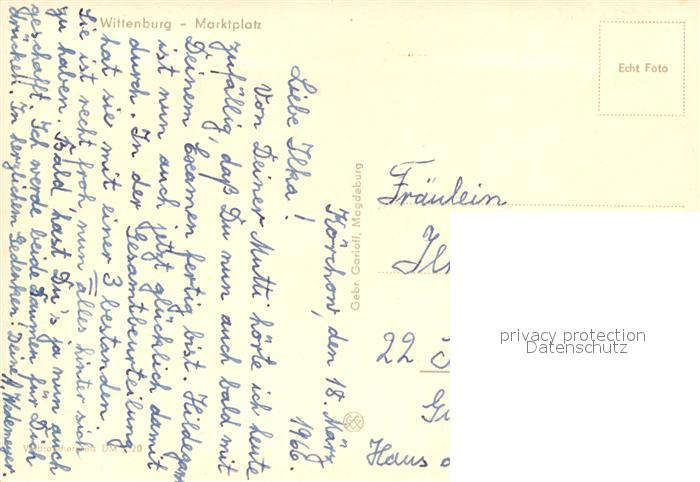 Wittenburg - Marktplatz
Echt Foto
Körchow, den 18. März 1966.
Liebe Ilka!
Von Deiner Mutti hörte ich heute
zufällig, daß Du nun auch bald mit
Deinem Examen fertig bist. Hildegard
ist nun auch jetzt glücklich damit
durch. In der Gesamtbeurteilung
hat sie mit einer 3 bestanden.
Sie ist recht froh, nun alles hinter sich
zu haben. Bald hast Du's ja nun auch
geschafft. Ich werde beide Daumen für Dich
drücken. In herzlichem Gedenken!
Gebr. Garloff, Magdeburg
Verbraucherpreis DM 0,20
Fräulein
22
Haus
privacy protection
Datenschutz